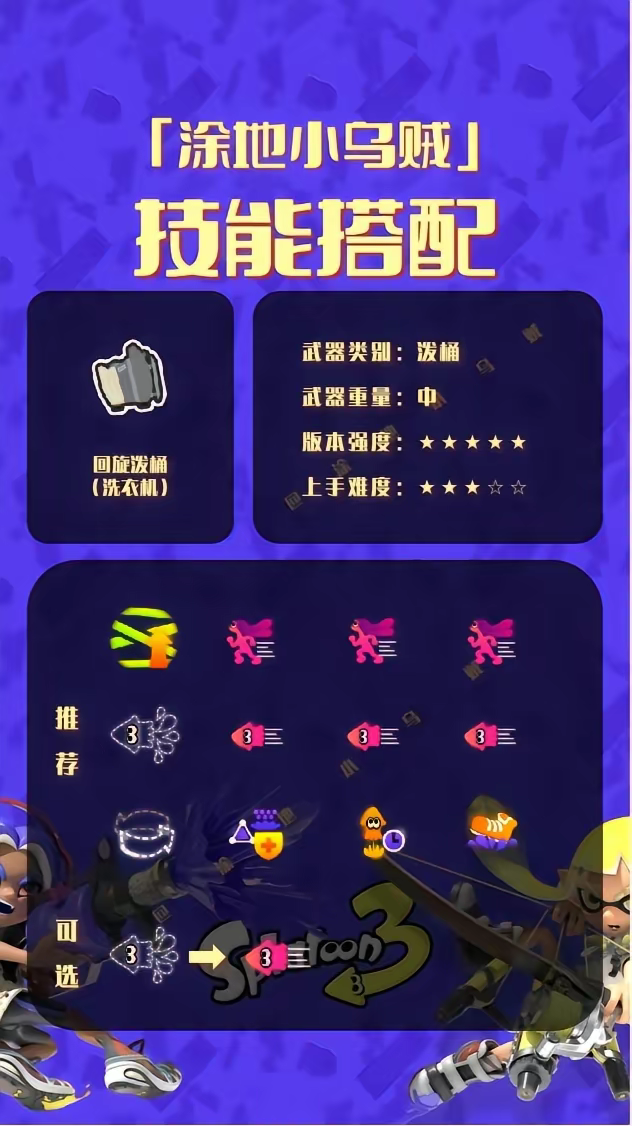 「涂地小乌贼」
技能搭配
回旋泼桶
(洗衣机)
武器类别：泼桶
武器重量：中
版本强度：★★★★★
上手难度：★★★☆☆
推荐
可选
Splatoon 3